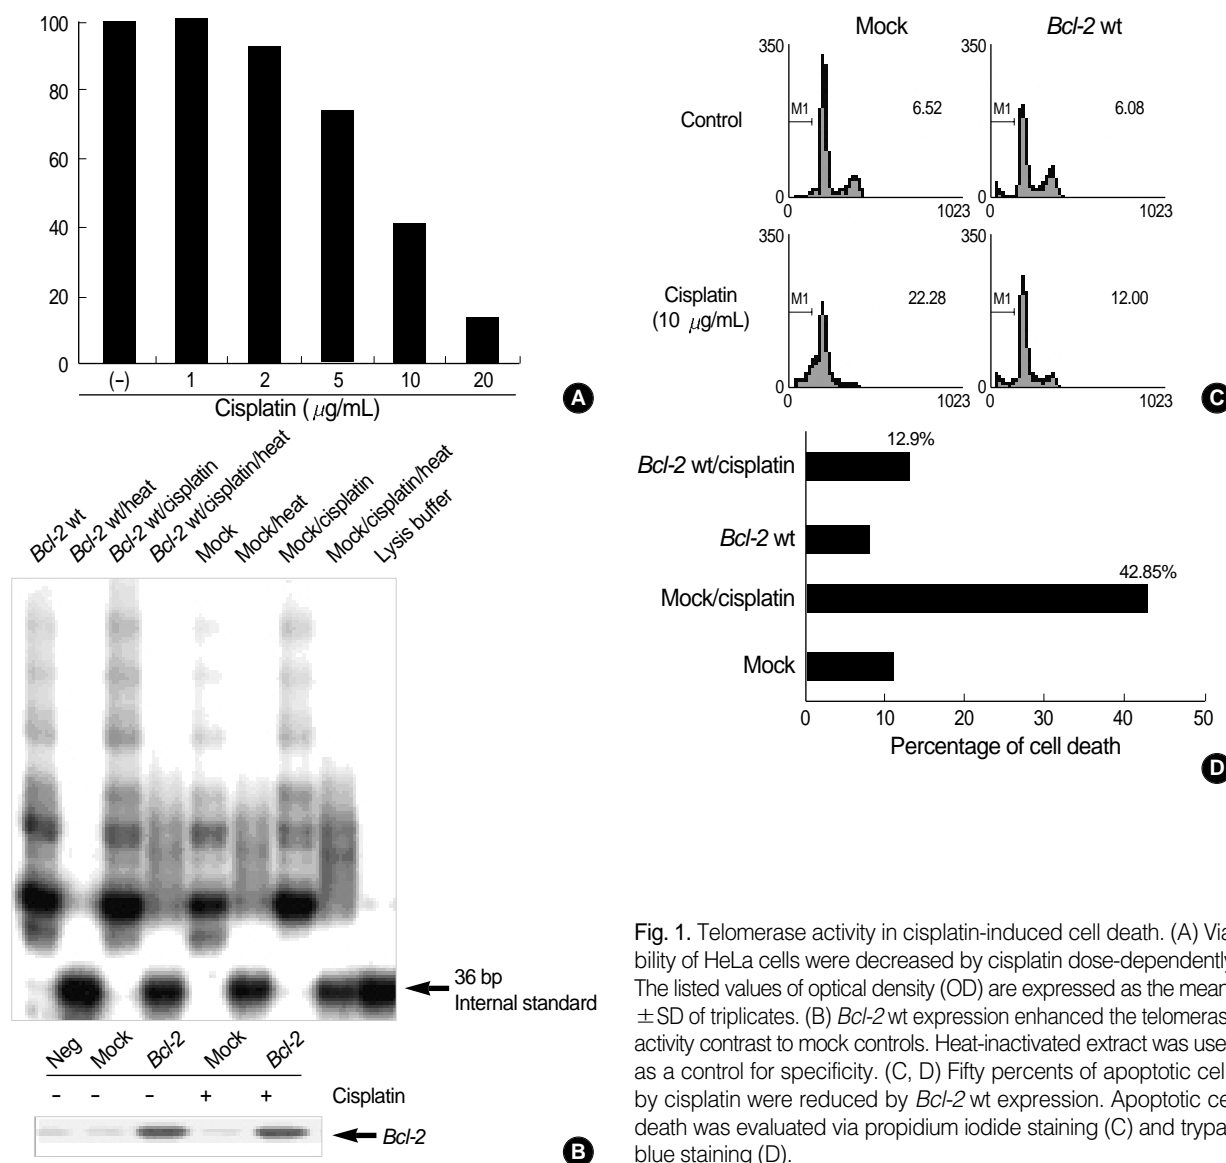 100
80
60
40
20
0
(−) 1 2 5 10 20
Cisplatin (μg/mL)
A
Bcl-2 wt
Bcl-2 wt/heat
Bcl-2 wt/cisplatin
Bcl-2 wt/cisplatin/heat
Mock
Mock/heat
Mock/cisplatin
Mock/cisplatin/heat
Lysis buffer
36 bp
Internal standard
Neg Mock Bcl-2 Mock Bcl-2
− − − + + Cisplatin
Bcl-2
B
Mock Bcl-2 wt
Control
350
M1
6.52
0
0 1023
350
M1
6.08
0
0 1023
Cisplatin
(10 μg/mL)
350
M1
22.28
0
0 1023
350
M1
12.00
0
0 1023
C
Bcl-2 wt/cisplatin 12.9%
Bcl-2 wt
Mock/cisplatin 42.85%
Mock
0 10 20 30 40 50
Percentage of cell death
D
Fig. 1. Telomerase activity in cisplatin-induced cell death. (A) Via
bility of HeLa cells were decreased by cisplatin dose-dependently
The listed values of optical density (OD) are expressed as the mean
±SD of triplicates. (B) Bcl-2 wt expression enhanced the telomeras
activity contrast to mock controls. Heat-inactivated extract was use
as a control for specificity. (C, D) Fifty percents of apoptotic cell
by cisplatin were reduced by Bcl-2 wt expression. Apoptotic ce
death was evaluated via propidium iodide staining (C) and trypa
blue staining (D).